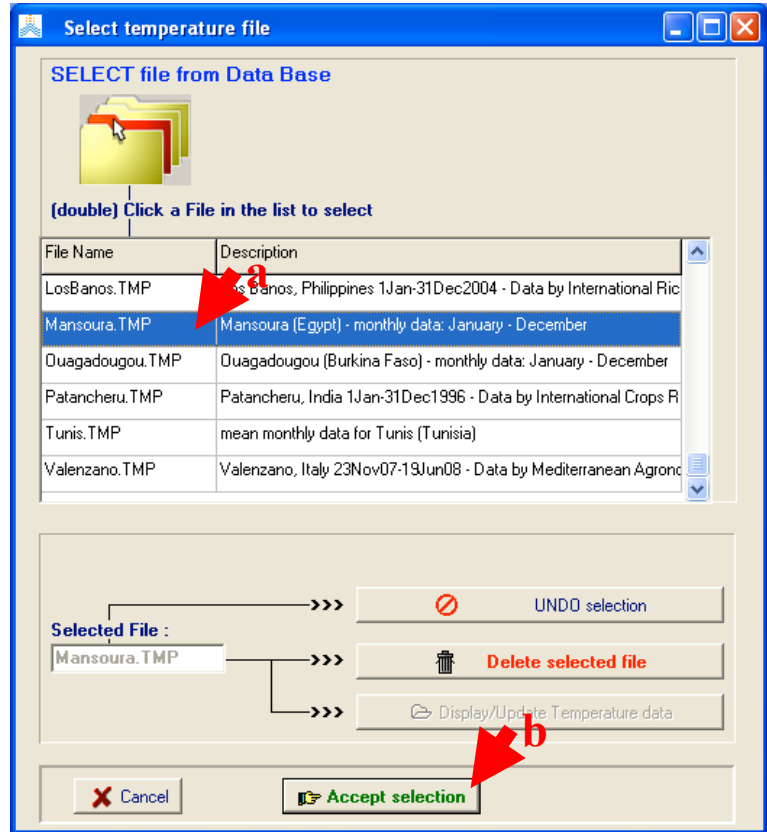 Select temperature file
SELECT file from Data Base
(double) Click a File in the list to select
File Name Description
a
LosBanos.TMP Banos, Philippines 1Jan-31Dec2004 - Data by International Ric
Mansoura.TMP Mansoura (Egypt) - monthly data: January - December
Ouagadougou.TMP Ouagadougou (Burkina Faso) - monthly data: January - December
Patancheru.TMP Patancheru, India 1Jan-31Dec1996 - Data by International Crops R
Tunis.TMP mean monthly data for Tunis (Tunisia)
Valenzano.TMP Valenzano, Italy 23Nov07-19Jun08 - Data by Mediterranean Agrono
>>> UNDO selection
Selected File :
Mansoura.TMP >>> Delete selected file
>>> Display/Update Temperature data
b
Cancel Accept selection